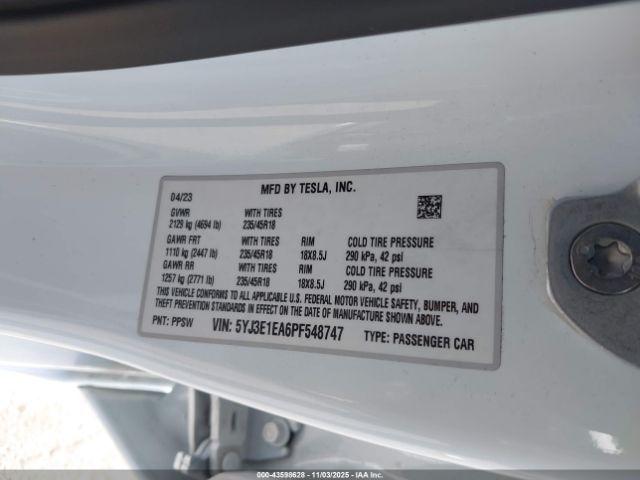 MFD BY TESLA, INC.
04/23
GVWR WITH TIRES
2129 kg (4694 lb) 235/45R18
GAWR FRT WITH TIRES RIM COLD TIRE PRESSURE
1110 kg (2447 lb) 235/45R18 18X8.5J 290 kPa, 42 psi
GAWR RR WITH TIRES RIM COLD TIRE PRESSURE
1257 kg (2771 lb) 235/45R18 18X8.5J 290 kPa, 42 psi
THIS VEHICLE CONFORMS TO ALL APPLICABLE U.S. FEDERAL MOTOR VEHICLE SAFETY, BUMPER, AND
THEFT PREVENTION STANDARDS IN EFFECT ON THE DATE OF MANUFACTURE SHOWN ABOVE.
PNT: PPSW VIN: 5YJ3E1EA6PF548747 TYPE: PASSENGER CAR
000-43598628 - 11/03/2025 - IAAI.COM